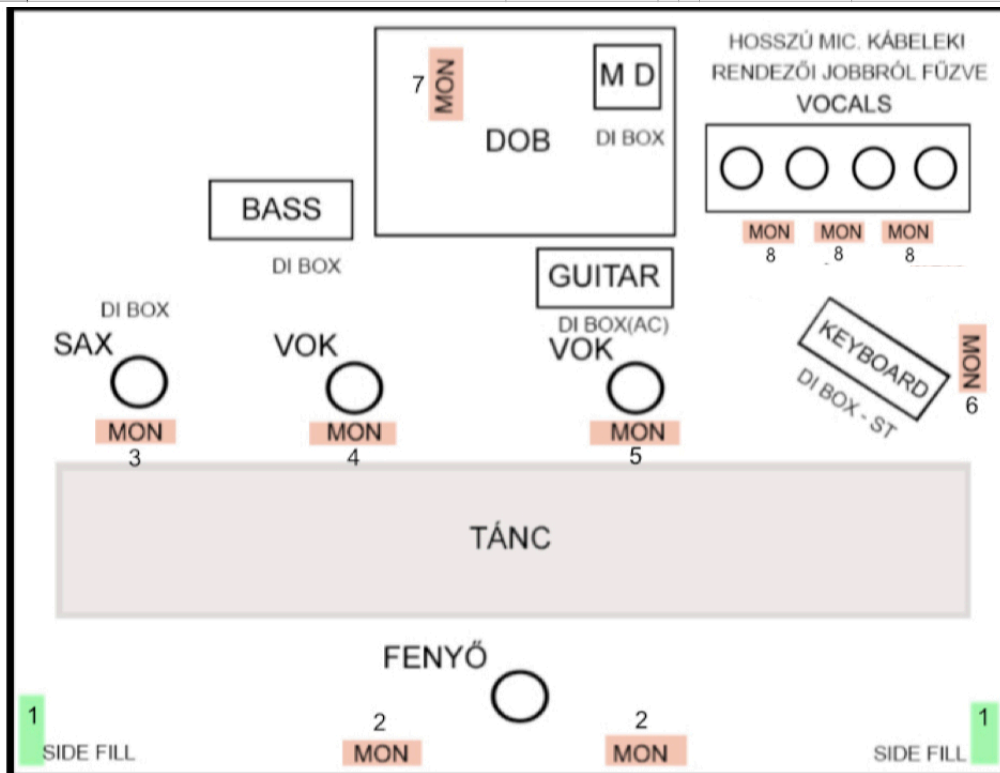 HOSSZÚ MIC. KÁBELEKI
RENDEZŐI JOBBRÓL FŰZVE
VOCALS
7
MON
M D
DOB
DI BOX
BASS
DI BOX
MON
MON
MON
8
8
8
GUITAR
DI BOX(AC)
DI BOX
SAX
VOK
VOK
KEYBOARD
DI BOX - ST
MON
6
MON
3
MON
4
MON
5
TÁNC
FENYŐ
1
SIDE FILL
2
MON
2
MON
1
SIDE FILL